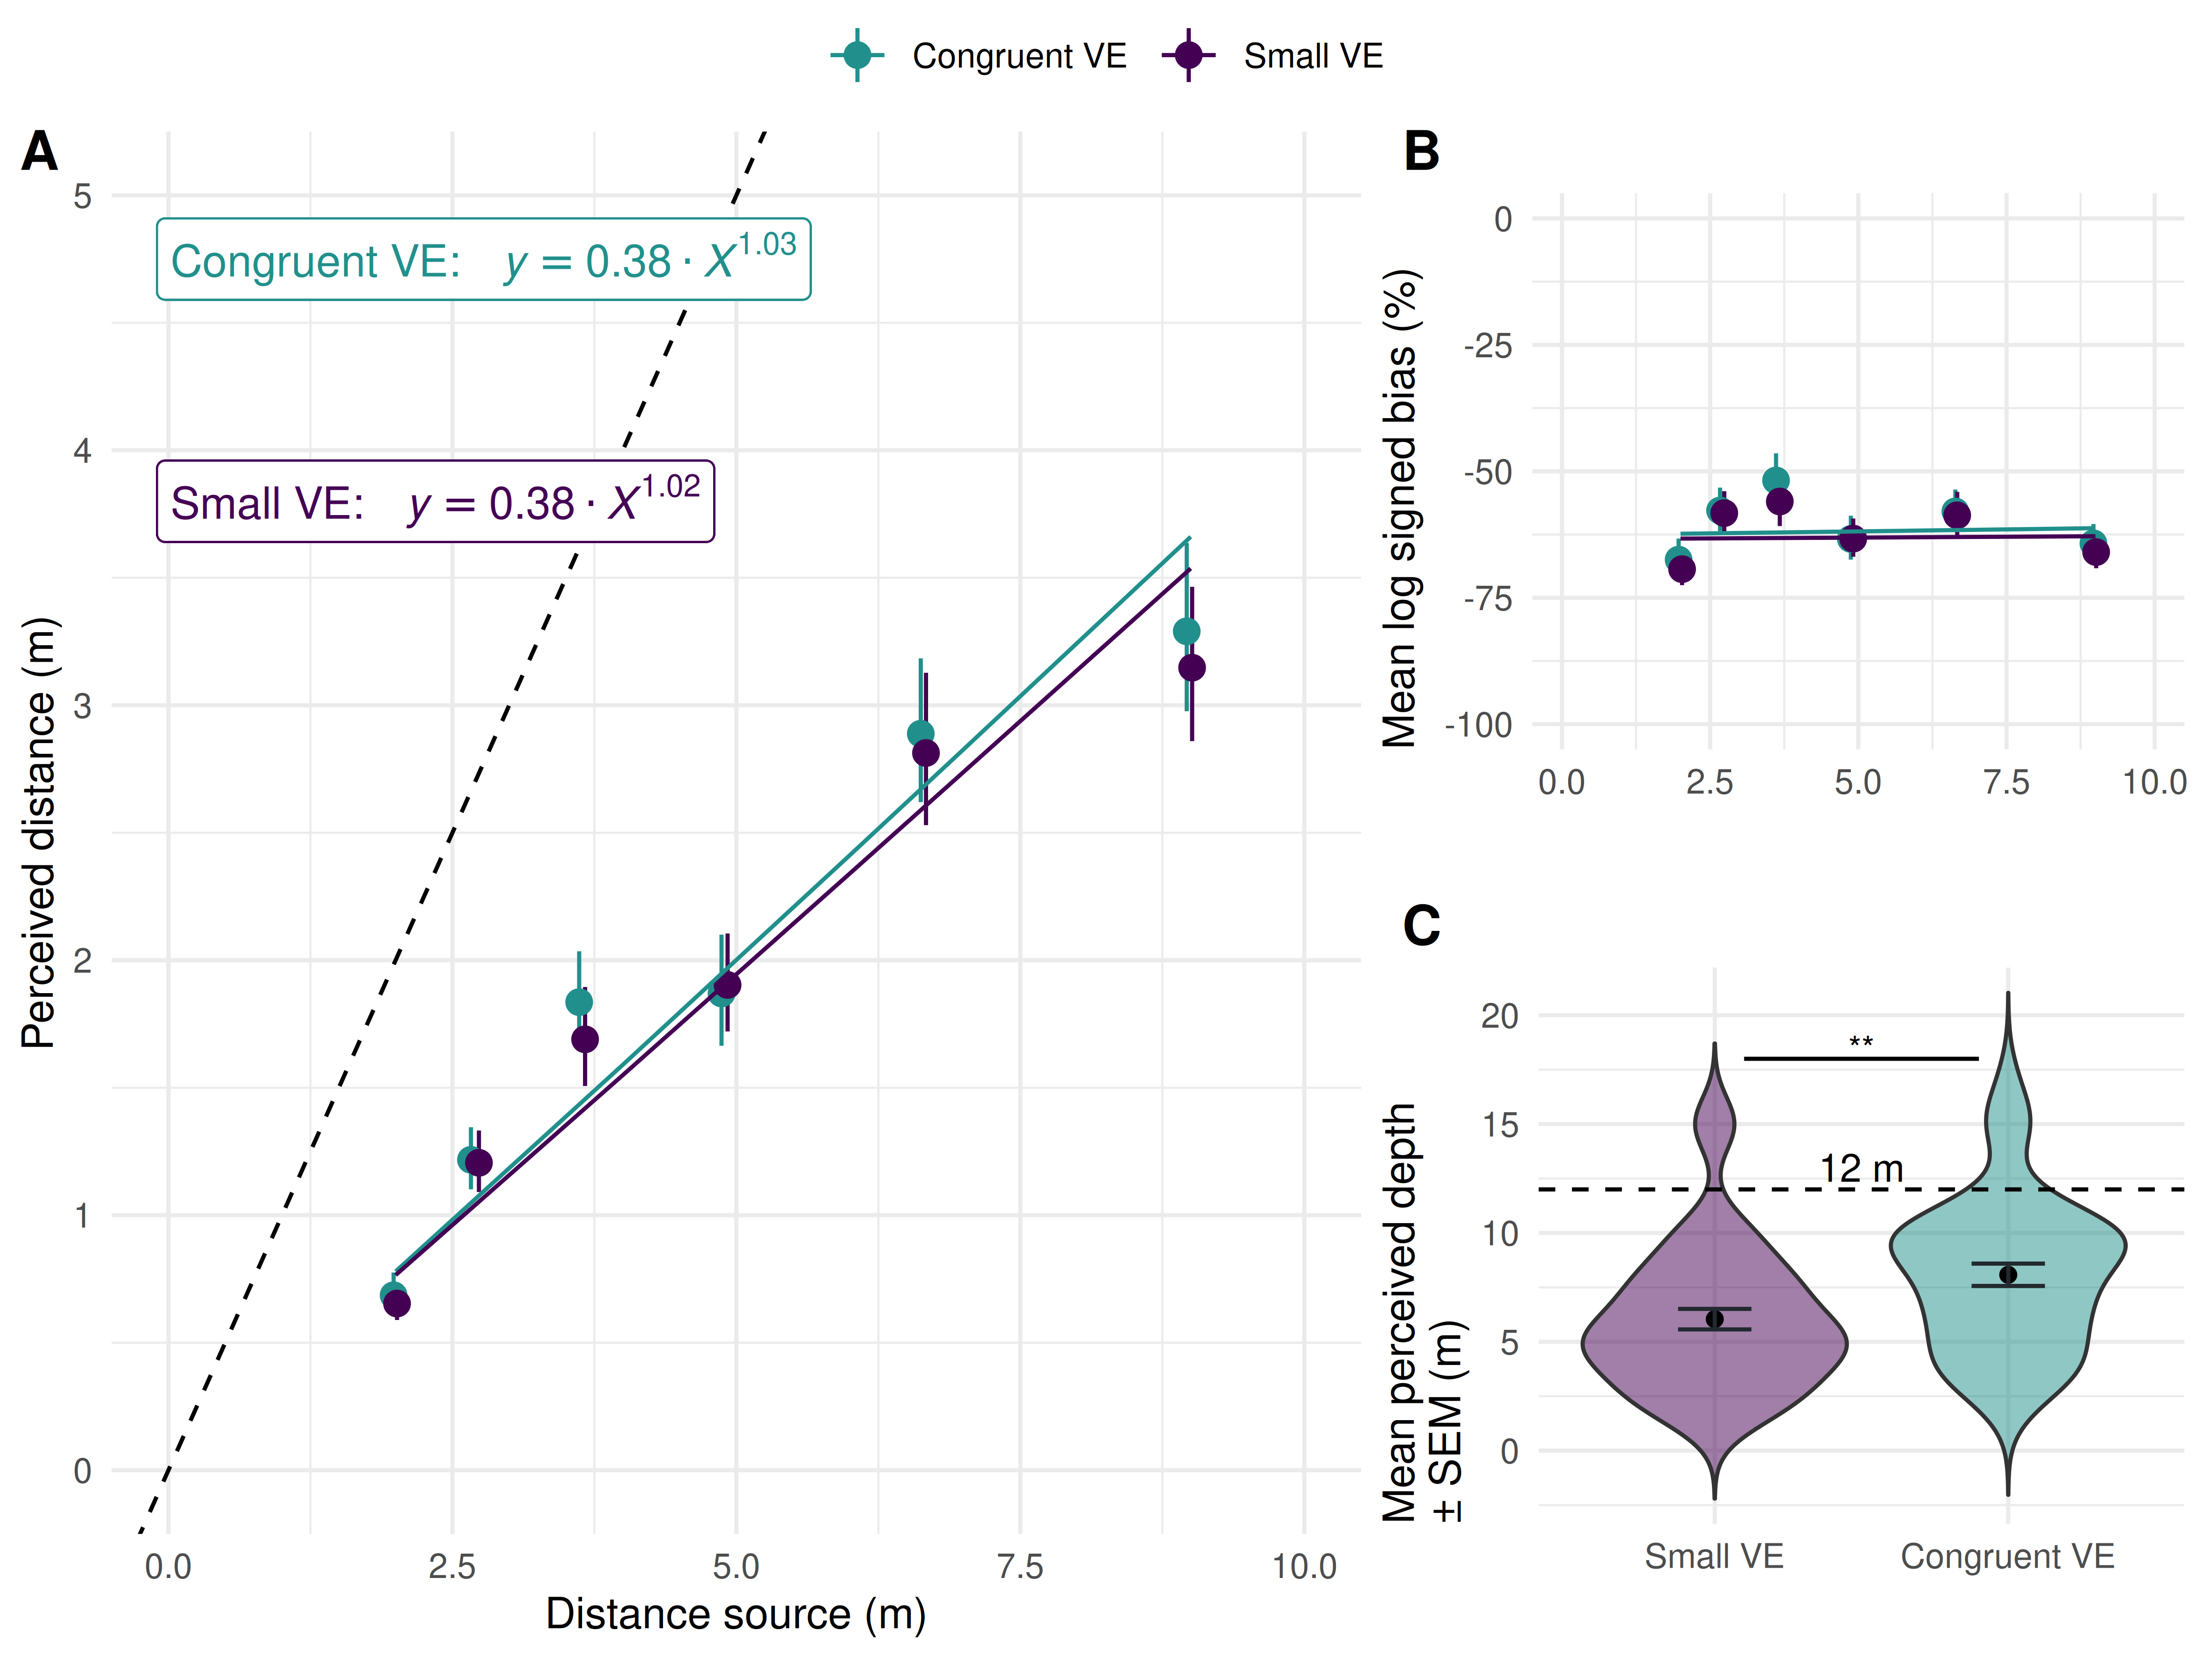 Congruent VE Small VE
A
5
4
3
2
1
0
Perceived distance (m)
Congruent VE: y = 0.38 · X^1.03
Small VE: y = 0.38 · X^1.02
0.0 2.5 5.0 7.5 10.0
Distance source (m)
B
0
-25
-50
-75
-100
Mean log signed bias (%)
0.0 2.5 5.0 7.5 10.0
C
20
15
10
5
0
Mean perceived depth
± SEM (m)
**
12 m
Small VE Congruent VE